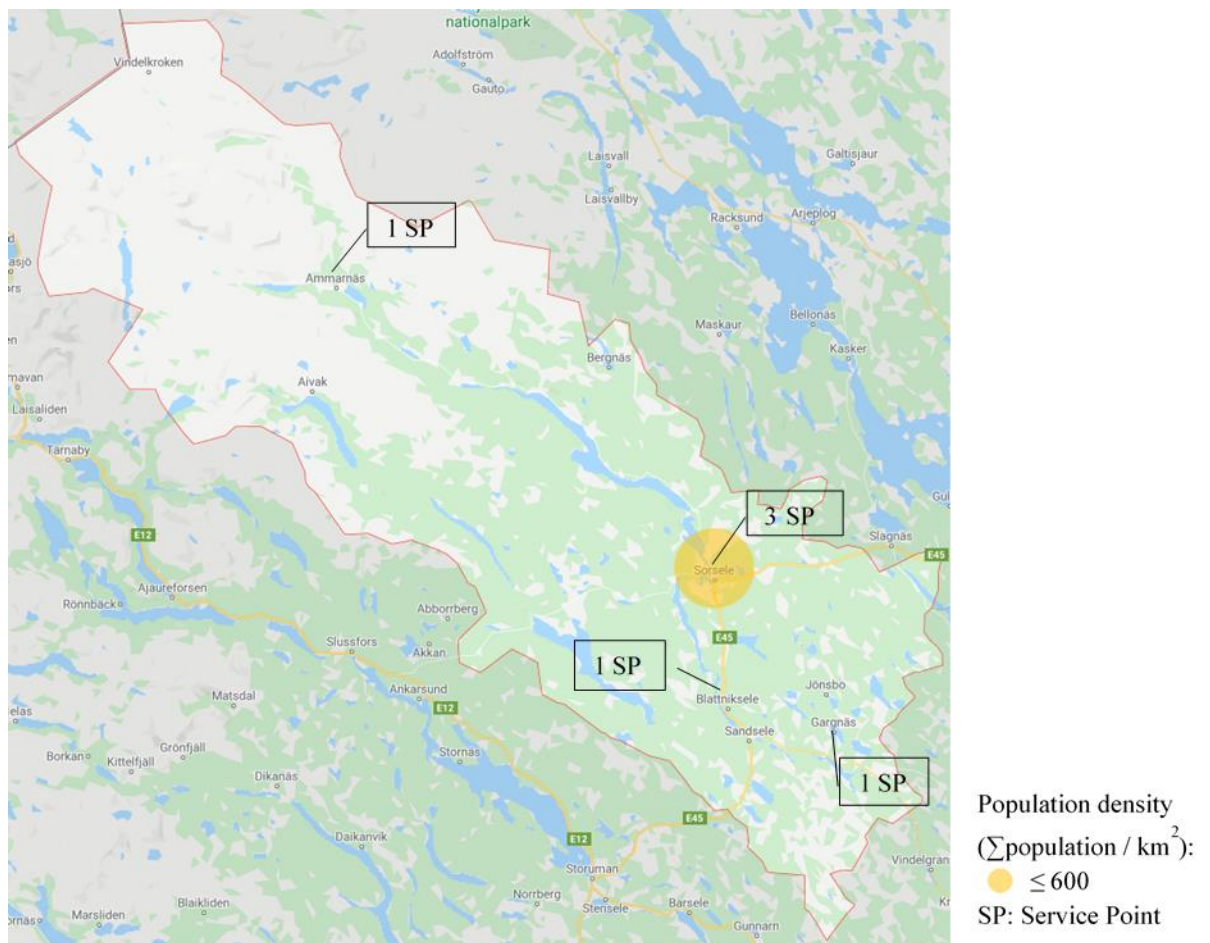 nationalpark
Vindelkroken
Adolfström
Gauto
Laisvall
Laisvallby
Galtisjaur
Racksund
Arjeplog
1 SP
Ammarnäs
Maskaur
Bellonäs
Kasker
Bergnäs
Aivak
mavan
Laisaliden
Tärnaby
3 SP
Slagnäs
E12
E45
Sorsele
Ajaureforsen
Rönnbäck
Abborrberg
Akkan
Slussfors
E45
1 SP
Ankarsund
E12
Matsdal
Blattniksele
Jönsbo
Gargnäs
Sandsele
Borkan
Kittelfjäll
Grönfjäll
Stornäs
Dikanäs
1 SP
Daikanvik
E45
E12
Storuman
Vindelgran
Norrberg
Stensele
Barsele
Blaikliden
Marsliden
Gunnarn
Population density
(∑population / km²):
≤ 600
SP: Service Point